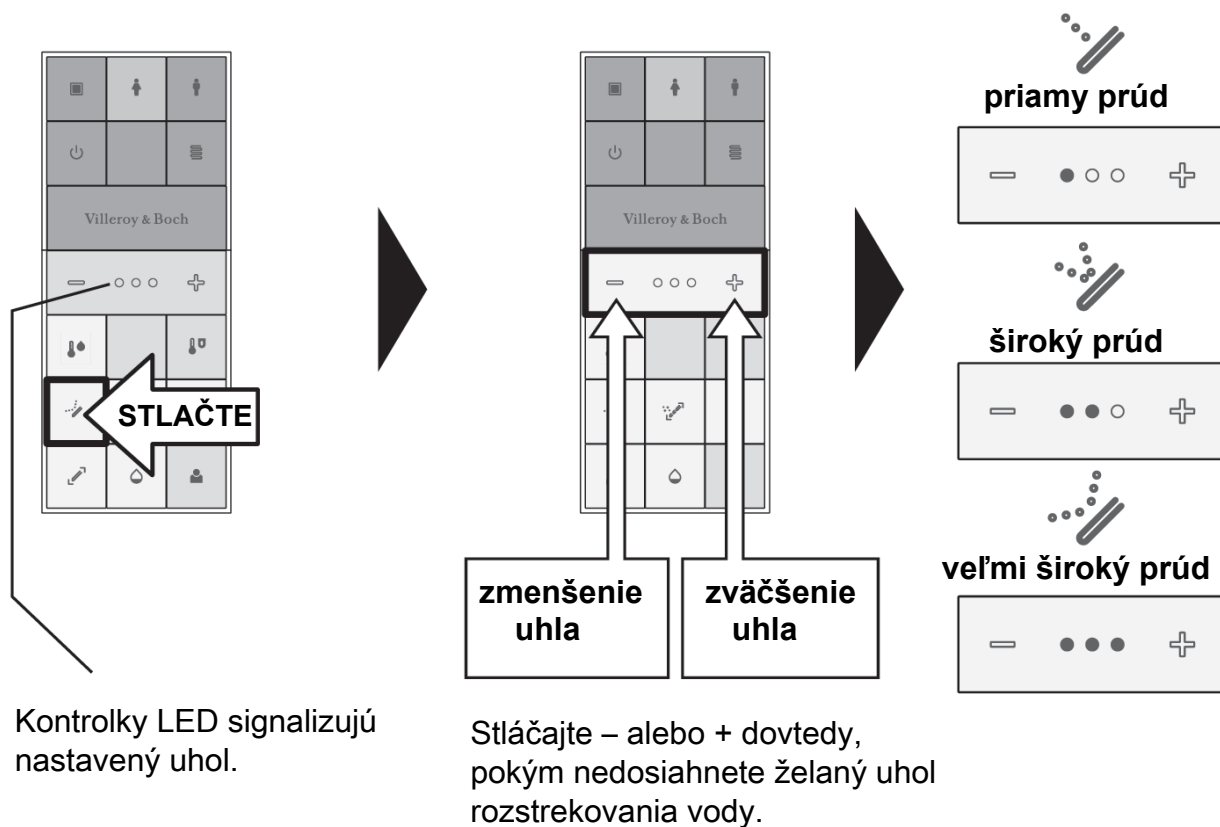 Villeroy & Boch
STLAČTE
Kontrolky LED signalizujú
nastavený uhol.
Villeroy & Boch
zmenšenie
uhla
zväčšenie
uhla
Stláčajte – alebo + dovtedy,
pokým nedosiahnete želaný uhol
rozstrekovania vody.
priamy prúd
široký prúd
veľmi široký prúd